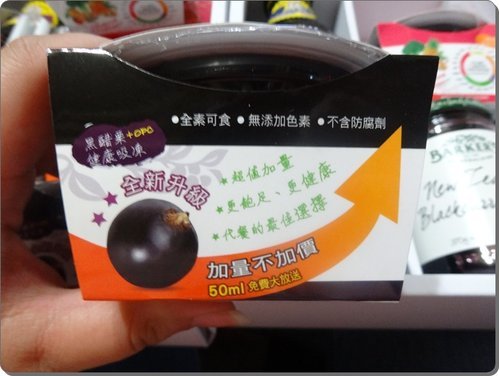 •全素可食 •無添加色素 •不含防腐劑
黑醋栗+OPC
健康吸凍
全新升級
★超值加量
★更飽足、更健康
★代餐的最佳選擇
加量不加價
50ml 免費大放送
BARKER'S
New Zea
Black